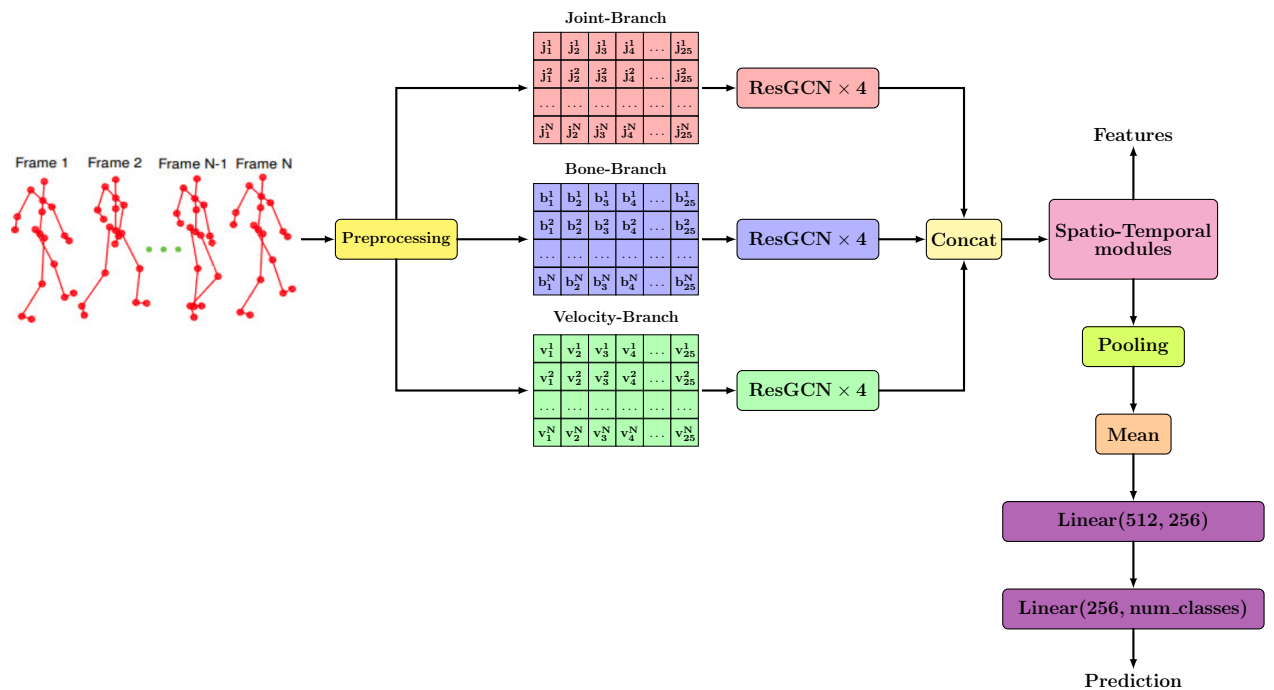 Joint-Branch
j₁¹ j₂¹ j₃¹ j₄¹ ... j₂₅¹
j₁² j₂² j₃² j₄² ... j₂₅²
... ... ... ... ... ...
j₁ᴺ j₂ᴺ j₃ᴺ j₄ᴺ ... j₂₅ᴺ
ResGCN × 4
Frame 1 Frame 2 Frame N-1 Frame N
Preprocessing
Bone-Branch
b₁¹ b₂¹ b₃¹ b₄¹ ... b₂₅¹
b₁² b₂² b₃² b₄² ... b₂₅²
... ... ... ... ... ...
b₁ᴺ b₂ᴺ b₃ᴺ b₄ᴺ ... b₂₅ᴺ
ResGCN × 4
Velocity-Branch
v₁¹ v₂¹ v₃¹ v₄¹ ... v₂₅¹
v₁² v₂² v₃² v₄² ... v₂₅²
... ... ... ... ... ...
v₁ᴺ v₂ᴺ v₃ᴺ v₄ᴺ ... v₂₅ᴺ
ResGCN × 4
Concat
Features
Spatio-Temporal
modules
Pooling
Mean
Linear(512, 256)
Linear(256, num_classes)
Prediction